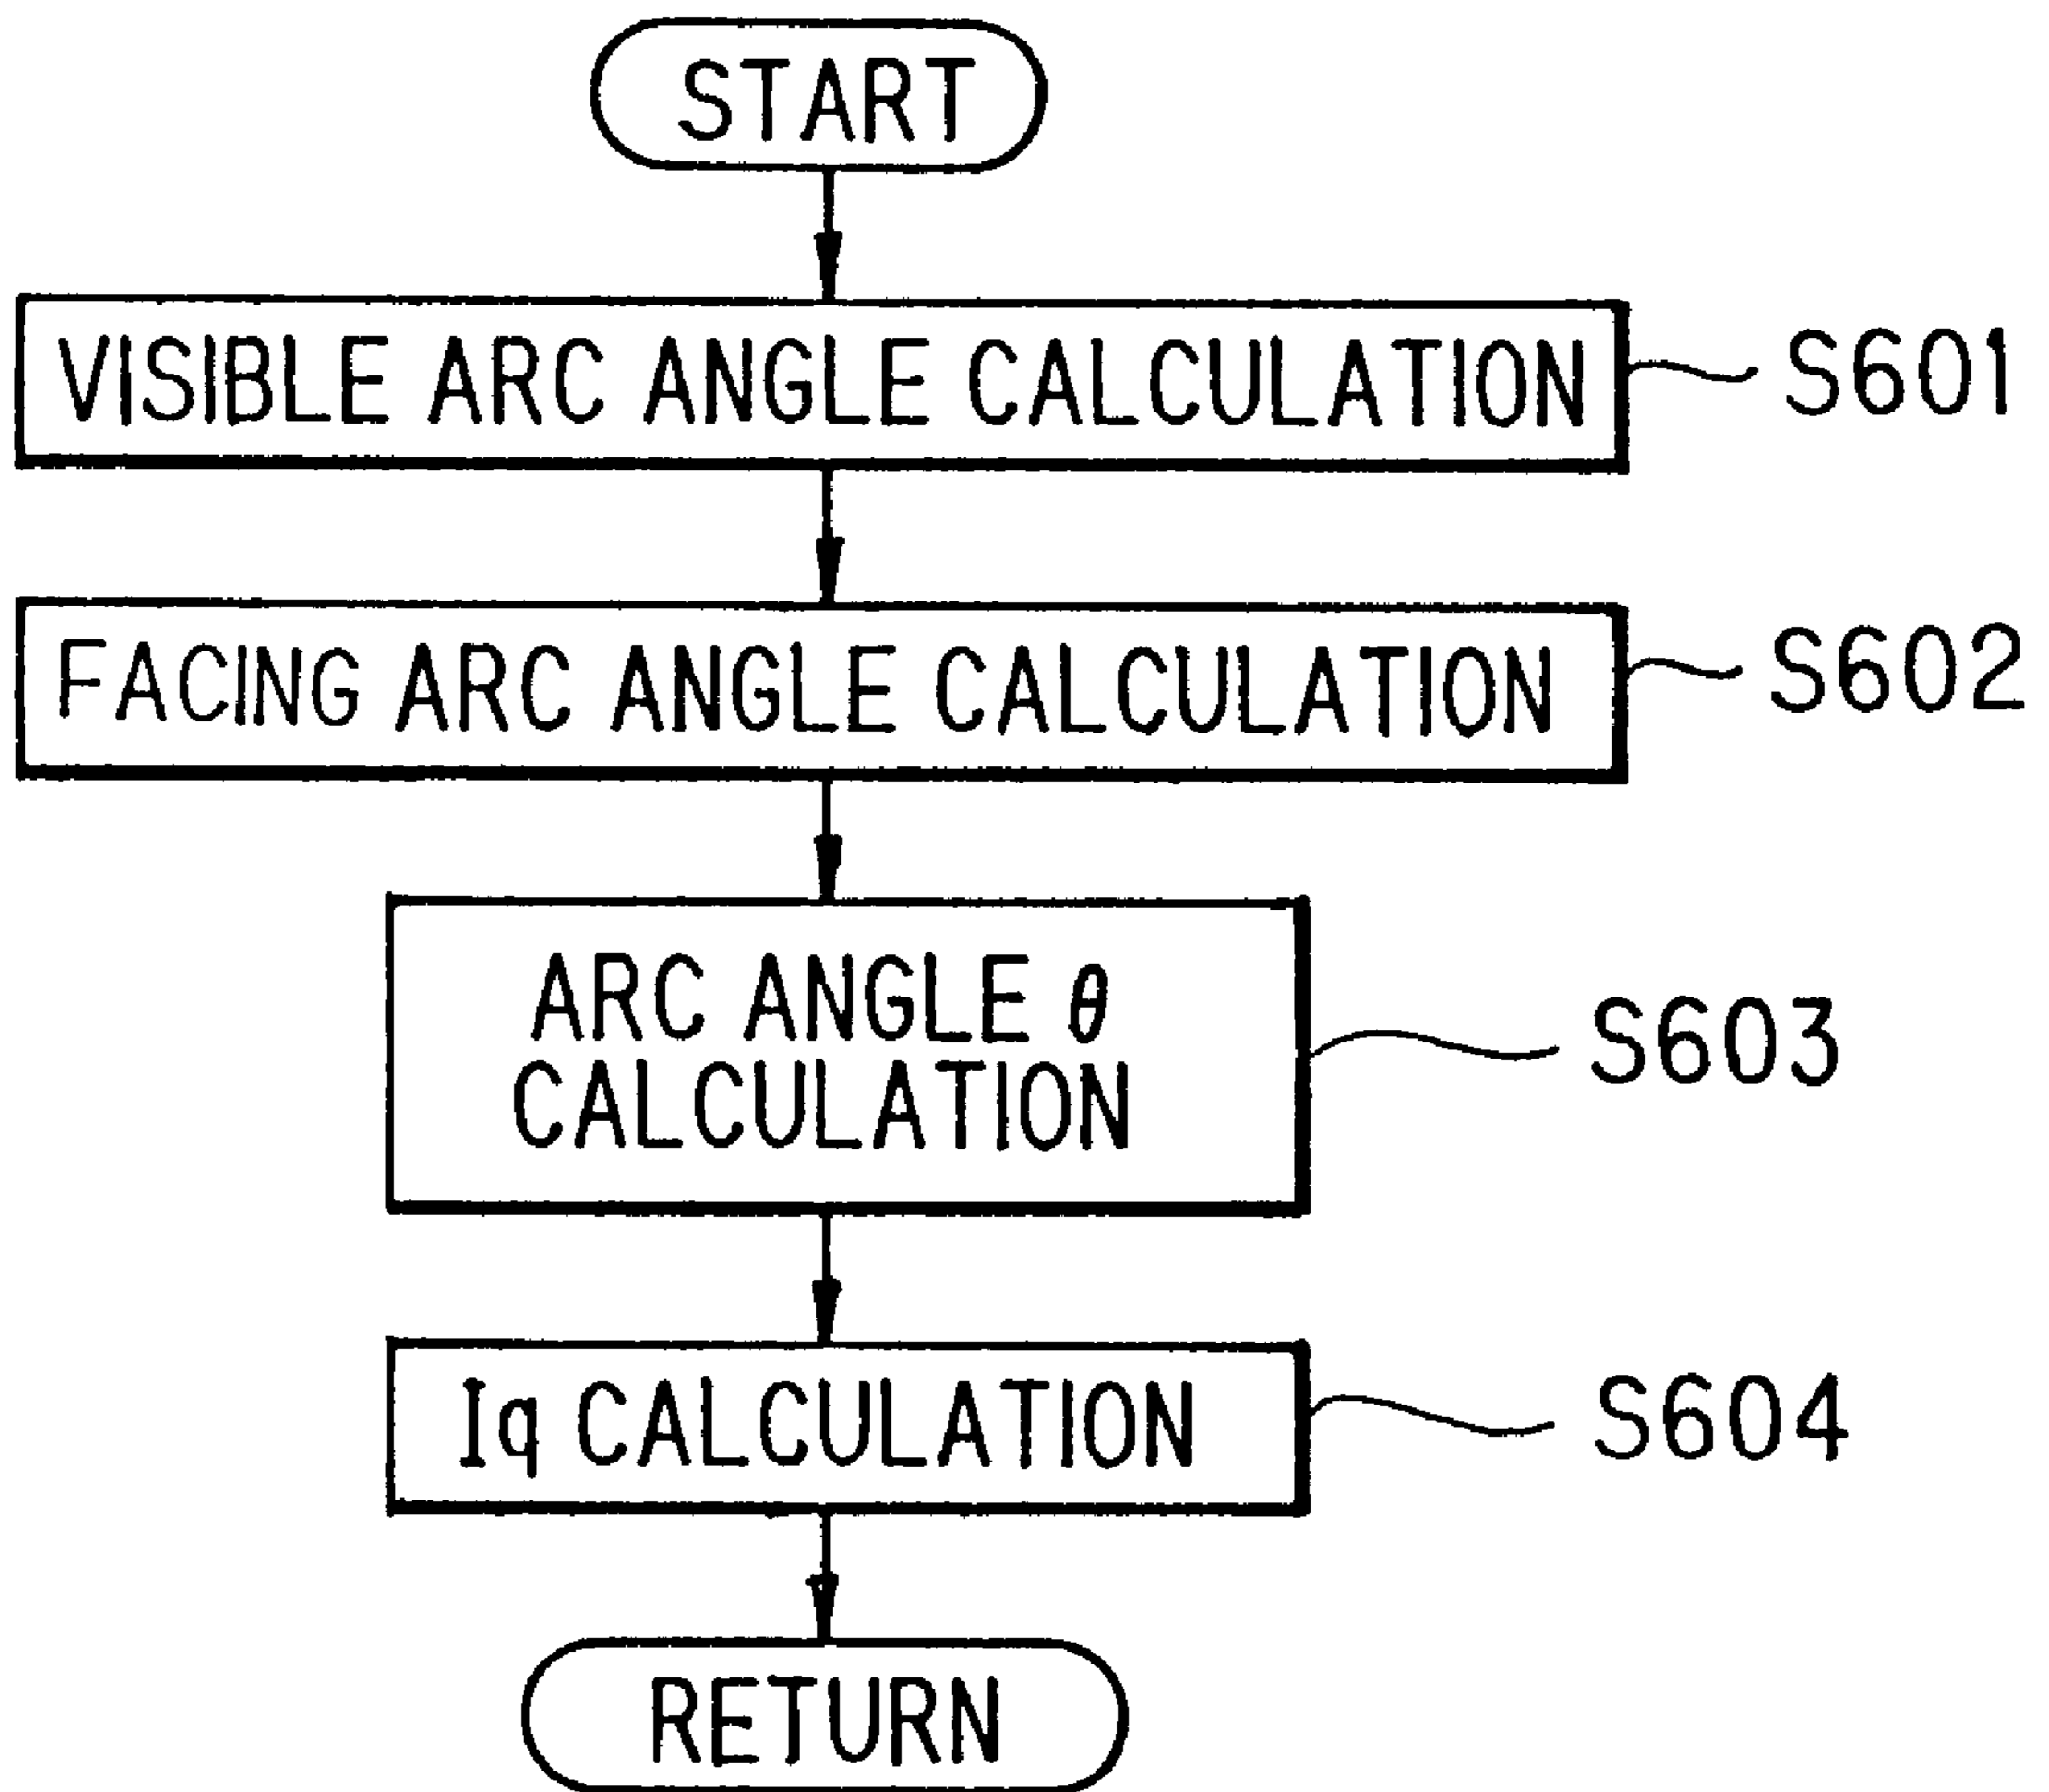 START
VISIBLE ARC ANGLE CALCULATION
S601
FACING ARC ANGLE CALCULATION
S602
ARC ANGLE θ
CALCULATION
S603
Iq CALCULATION
S604
RETURN